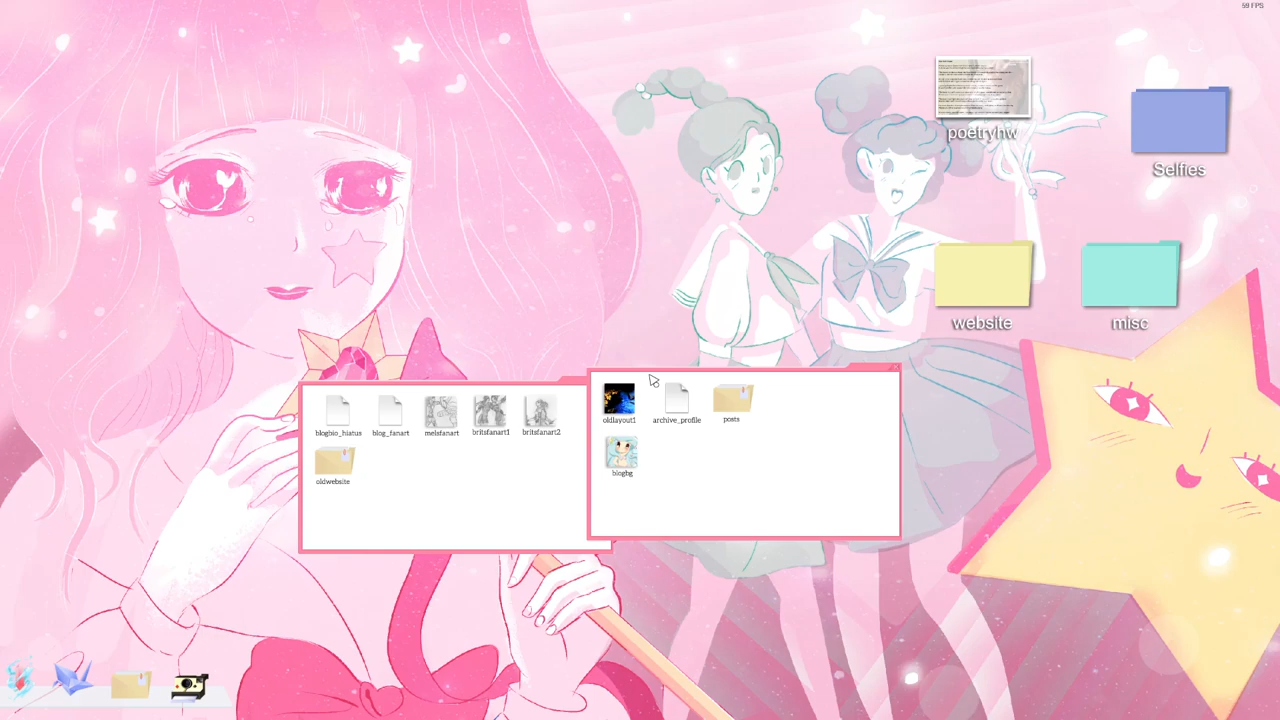 59 FPS
poetryhw
Selfies
website
misc
blogbio_hiatus
blog_fanart
melsfanart
britsfanart1
britsfanart2
oldwebsite
oldlayout1
archive_profile
posts
blogbg